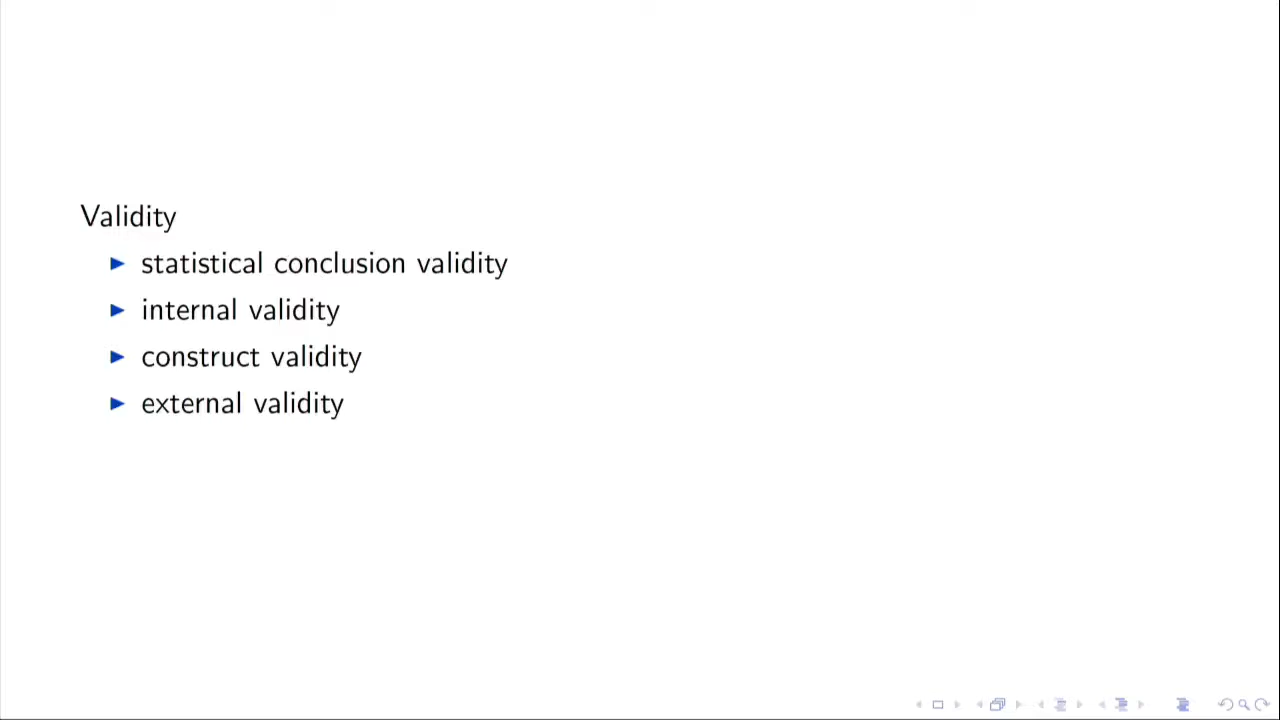 Validity
statistical conclusion validity
internal validity
construct validity
external validity